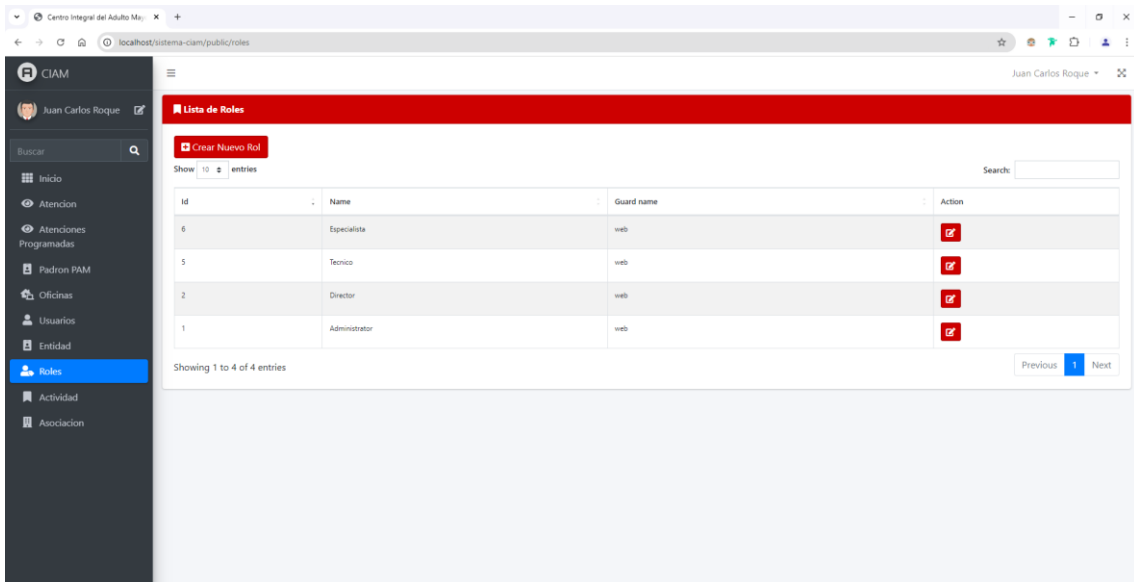 Centro Integral del Adulto May
localhost/sistema-ciam/public/roles
CIAM
Juan Carlos Roque
Juan Carlos Roque
Buscar
Inicio
Atencion
Atenciones
Programadas
Padron PAM
Oficinas
Usuarios
Entidad
Roles
Actividad
Asociacion
Lista de Roles
Crear Nuevo Rol
Show 10 entries
Search:
Id Name Guard name Action
6 Especialista web
5 Tecnico web
2 Director web
1 Administrator web
Showing 1 to 4 of 4 entries
Previous 1 Next